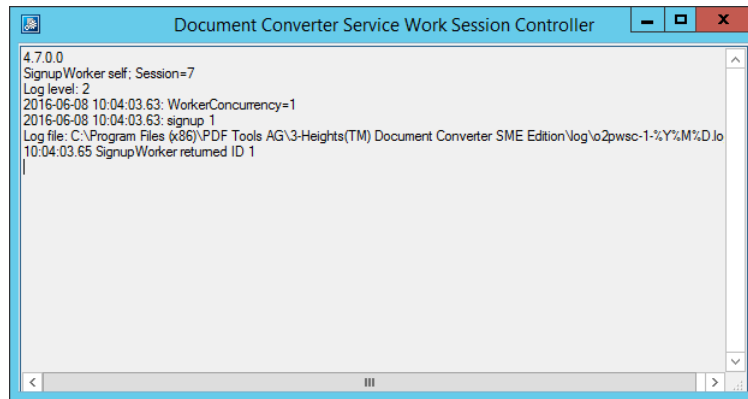 Document Converter Service Work Session Controller
4.7.0.0
SignupWorker self; Session=7
Log level: 2
2016-06-08 10:04:03.63: WorkerConcurrency=1
2016-06-08 10:04:03.63: signup 1
Log file: C:\Program Files (x86)\PDF Tools AG\3-Heights(TM) Document Converter SME Edition\log\o2pwsc-1-%Y%M%D.lo
10:04:03.65 SignupWorker returned ID 1